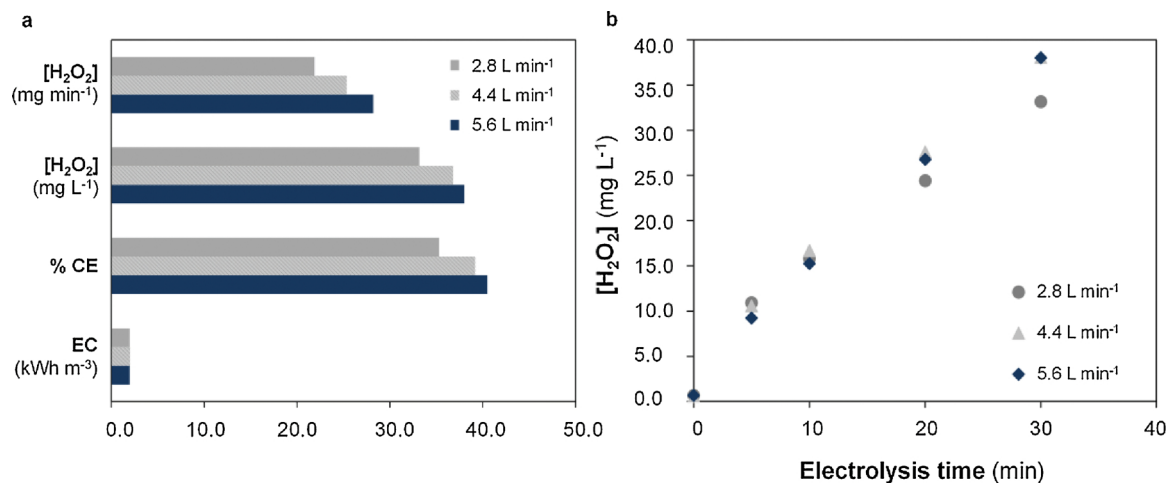 a
[H₂O₂]
(mg min⁻¹)
[H₂O₂]
(mg L⁻¹)
% CE
EC
(kWh m⁻³)
2.8 L min⁻¹
4.4 L min⁻¹
5.6 L min⁻¹
0.0 10.0 20.0 30.0 40.0 50.0
b
[H₂O₂] (mg L⁻¹)
40.0
35.0
30.0
25.0
20.0
15.0
10.0
5.0
0.0
2.8 L min⁻¹
4.4 L min⁻¹
5.6 L min⁻¹
0 10 20 30 40
Electrolysis time (min)